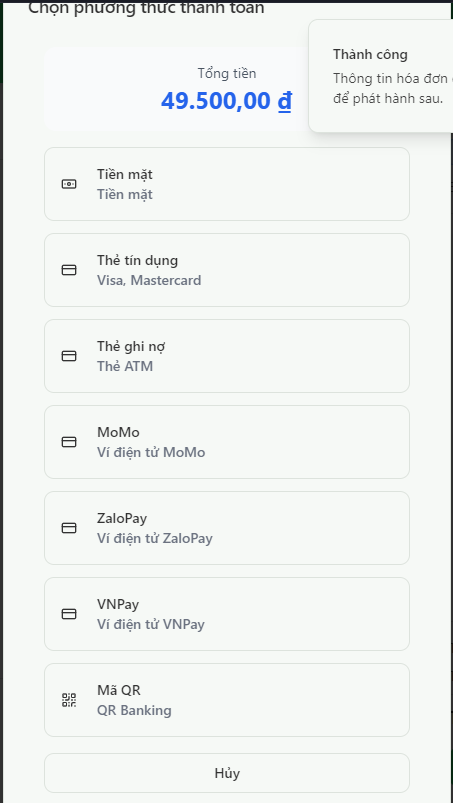 Chọn phương thức thanh toán
Tổng tiền
49.500,00 ₫
Thành công
Thông tin hóa đơn
để phát hành sau.
Tiền mặt
Tiền mặt
Thẻ tín dụng
Visa, Mastercard
Thẻ ghi nợ
Thẻ ATM
MoMo
Ví điện tử MoMo
ZaloPay
Ví điện tử ZaloPay
VNPay
Ví điện tử VNPay
Mã QR
QR Banking
Hủy